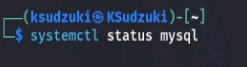 (ksudzuki㉿KSudzuki)-[~]
$ systemctl status mysql